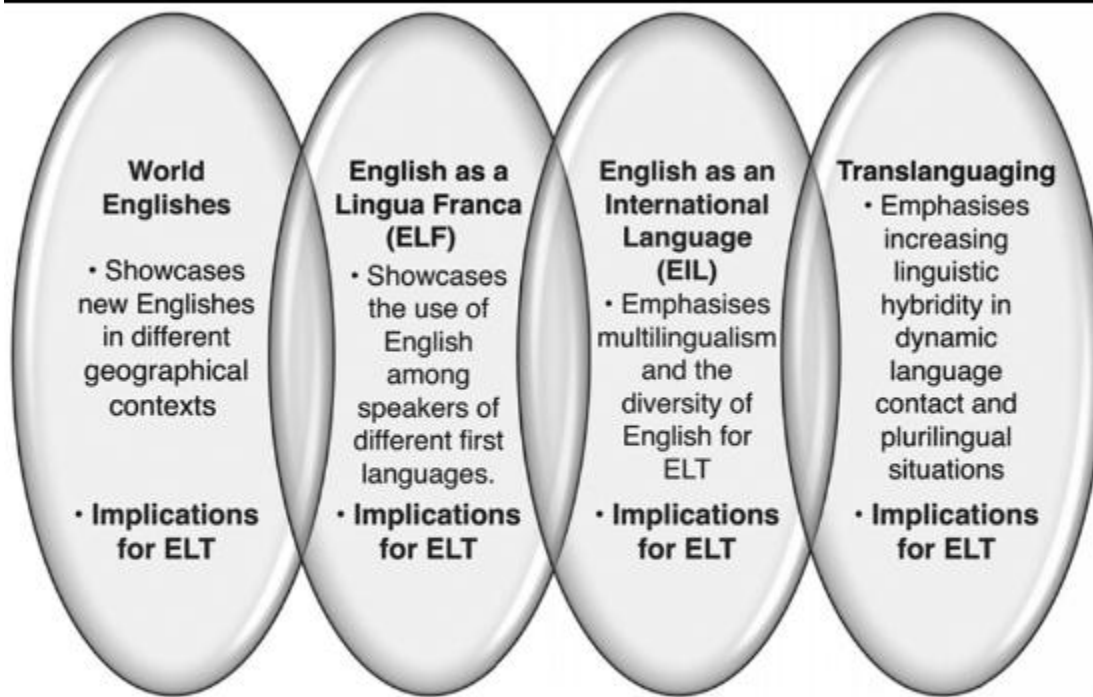 World
Englishes
• Showcases
new Englishes
in different
geographical
contexts
• Implications
for ELT
English as a
Lingua Franca
(ELF)
• Showcases
the use of
English
among
speakers of
different first
languages.
• Implications
for ELT
English as an
International
Language
(EIL)
• Emphasises
multilingualism
and the
diversity of
English for
ELT
• Implications
for ELT
Translanguaging
• Emphasises
increasing
linguistic
hybridity in
dynamic
language
contact and
plurilingual
situations
• Implications
for ELT